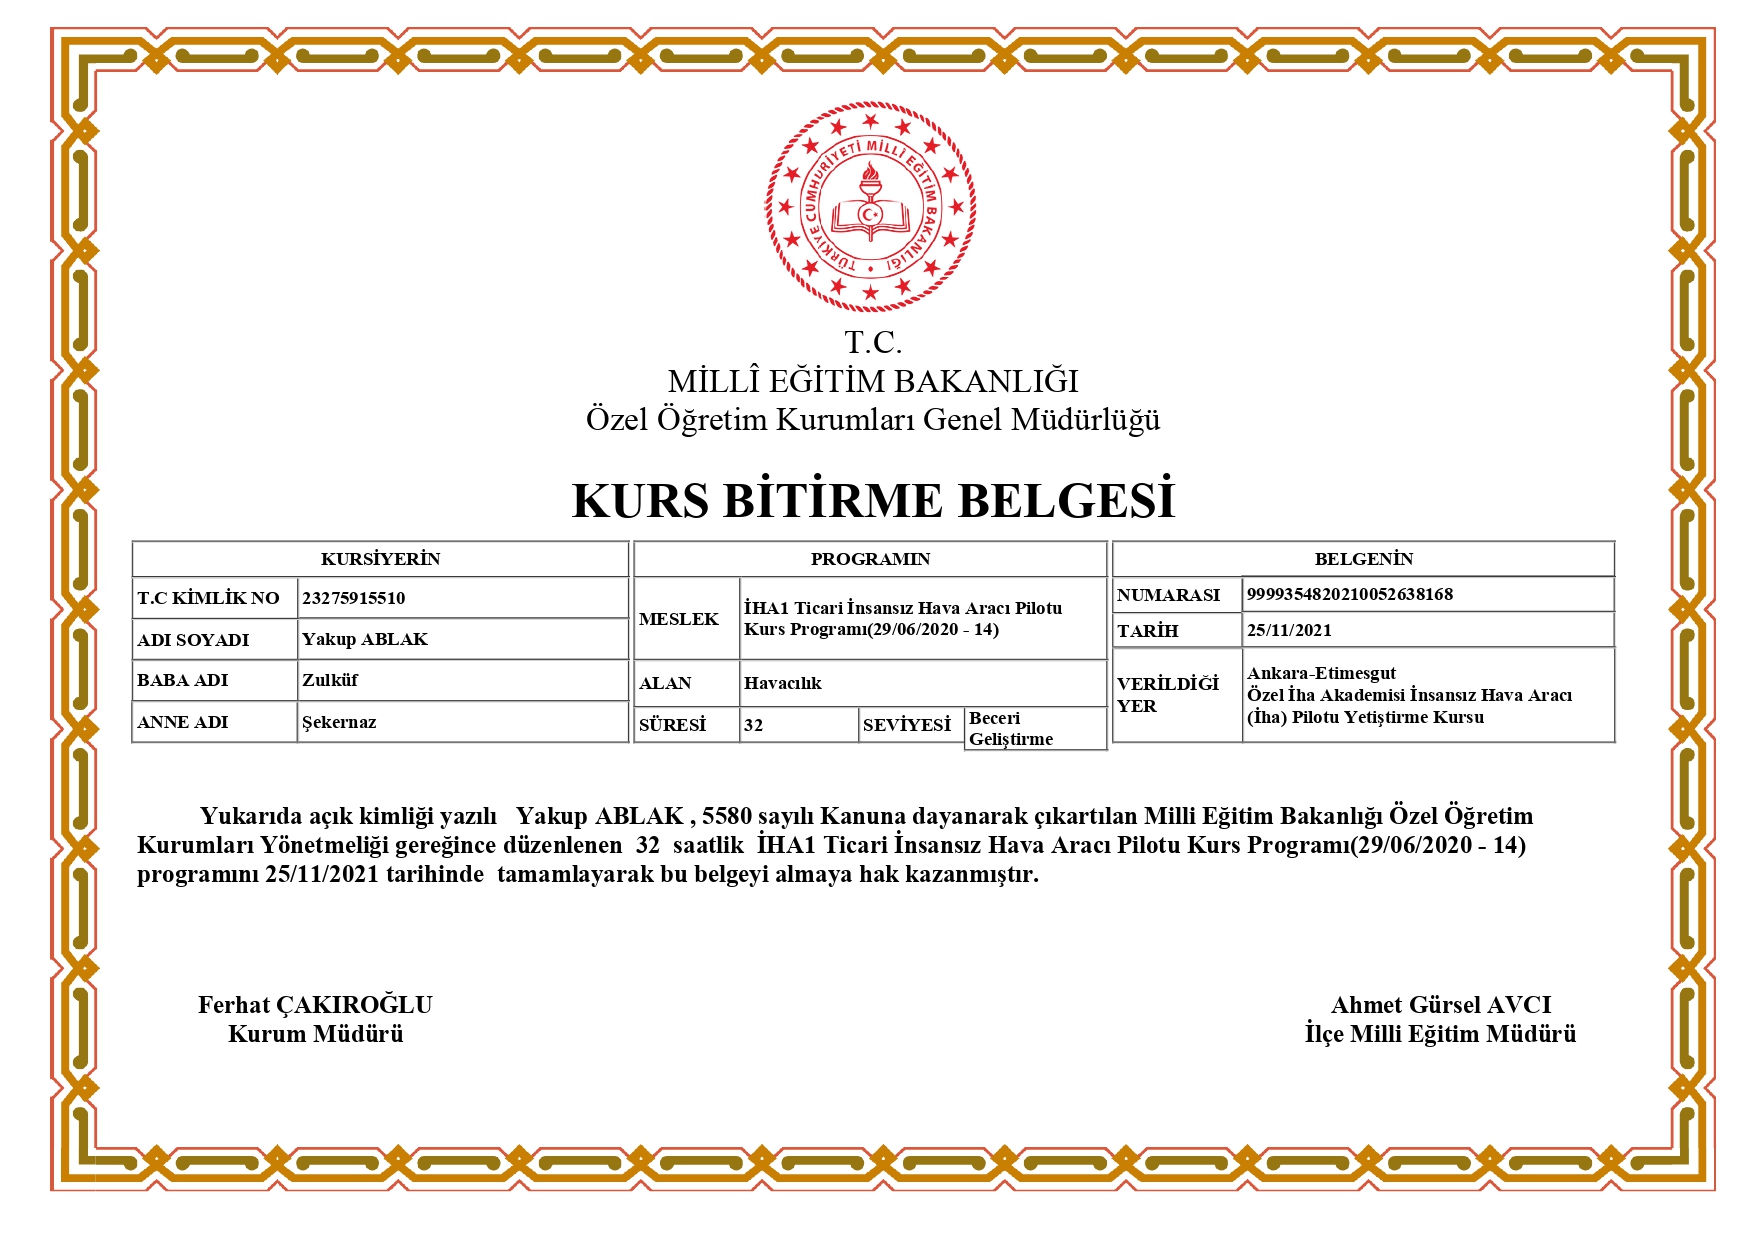 TÜRKİYE CUMHURİYETİ MİLLÎ EĞİTİM BAKANLIĞI
T.C.
MİLLÎ EĞİTİM BAKANLIĞI
Özel Öğretim Kurumları Genel Müdürlüğü
KURS BİTİRME BELGESİ
KURSİYERİN
T.C KİMLİK NO 23275915510
ADI SOYADI Yakup ABLAK
BABA ADI Zulküf
ANNE ADI Şekernaz
PROGRAMIN
MESLEK İHA1 Ticari İnsansız Hava Aracı Pilotu
Kurs Programı(29/06/2020 - 14)
ALAN Havacılık
SÜRESİ 32 SEVİYESİ Beceri
Geliştirme
BELGENİN
NUMARASI 9999354820210052638168
TARİH 25/11/2021
VERİLDİĞİ YER Ankara-Etimesgut
Özel İha Akademisi İnsansız Hava Aracı
(İha) Pilotu Yetiştirme Kursu
Yukarıda açık kimliği yazılı Yakup ABLAK , 5580 sayılı Kanuna dayanarak çıkartılan Milli Eğitim Bakanlığı Özel Öğretim
Kurumları Yönetmeliği gereğince düzenlenen 32 saatlik İHA1 Ticari İnsansız Hava Aracı Pilotu Kurs Programı(29/06/2020 - 14)
programını 25/11/2021 tarihinde tamamlayarak bu belgeyi almaya hak kazanmıştır.
Ferhat ÇAKIROĞLU
Kurum Müdürü
Ahmet Gürsel AVCI
İlçe Milli Eğitim Müdürü